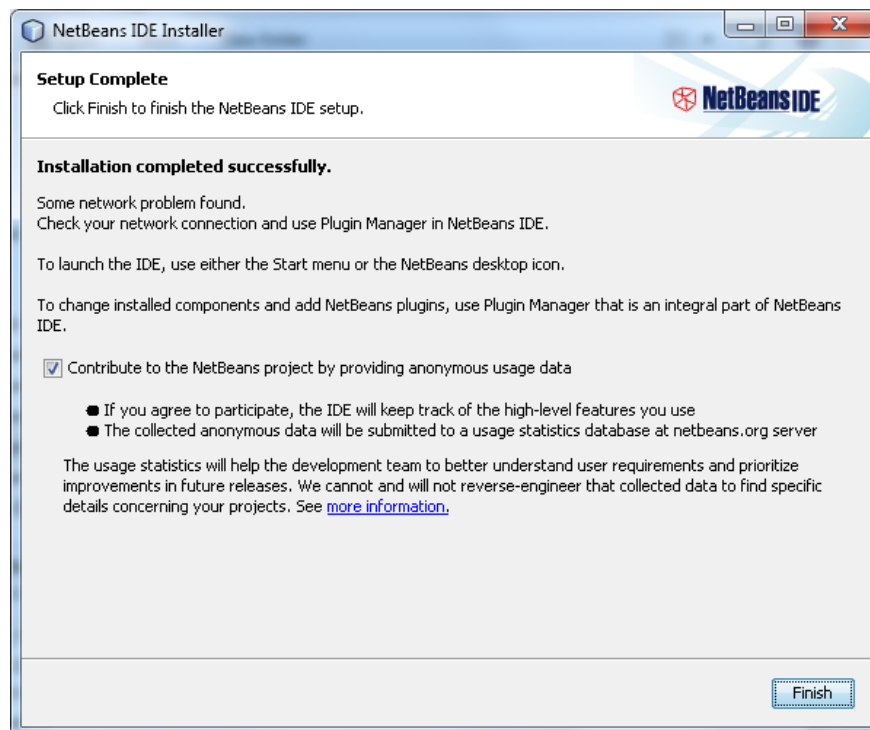 NetBeans IDE Installer
Setup Complete
Click Finish to finish the NetBeans IDE setup.
NetBeans IDE
Installation completed successfully.
Some network problem found.
Check your network connection and use Plugin Manager in NetBeans IDE.
To launch the IDE, use either the Start menu or the NetBeans desktop icon.
To change installed components and add NetBeans plugins, use Plugin Manager that is an integral part of NetBeans
IDE.
Contribute to the NetBeans project by providing anonymous usage data
If you agree to participate, the IDE will keep track of the high-level features you use
The collected anonymous data will be submitted to a usage statistics database at netbeans.org server
The usage statistics will help the development team to better understand user requirements and prioritize
improvements in future releases. We cannot and will not reverse-engineer that collected data to find specific
details concerning your projects. See more information.
Finish